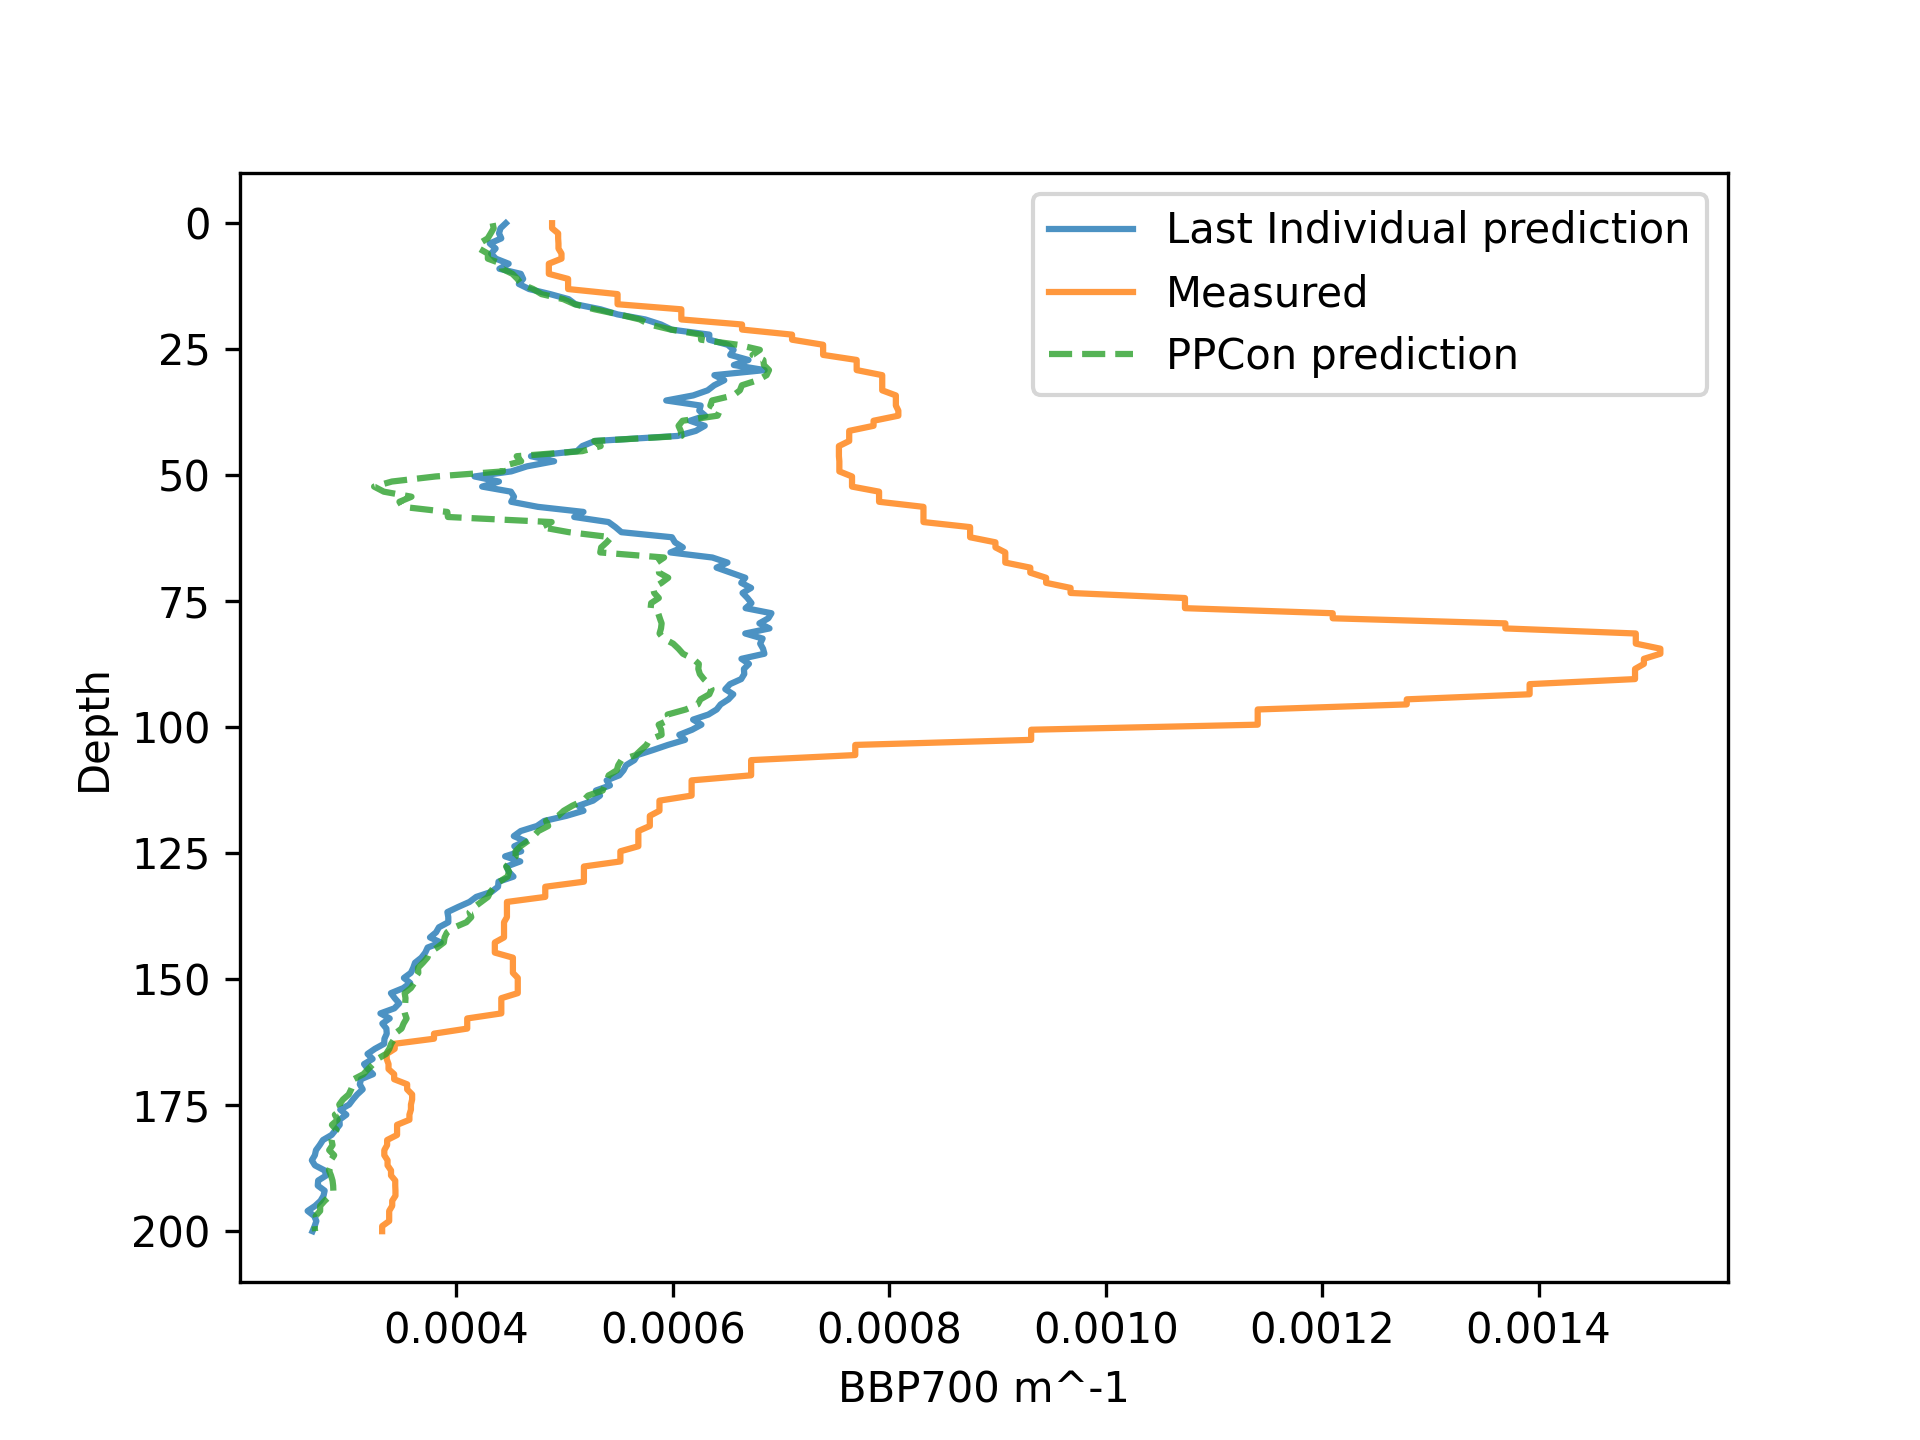 Last Individual prediction
Measured
PPCon prediction
0
25
50
75
100
125
150
175
200
Depth
0.0004 0.0006 0.0008 0.0010 0.0012 0.0014
BBP700 m^-1